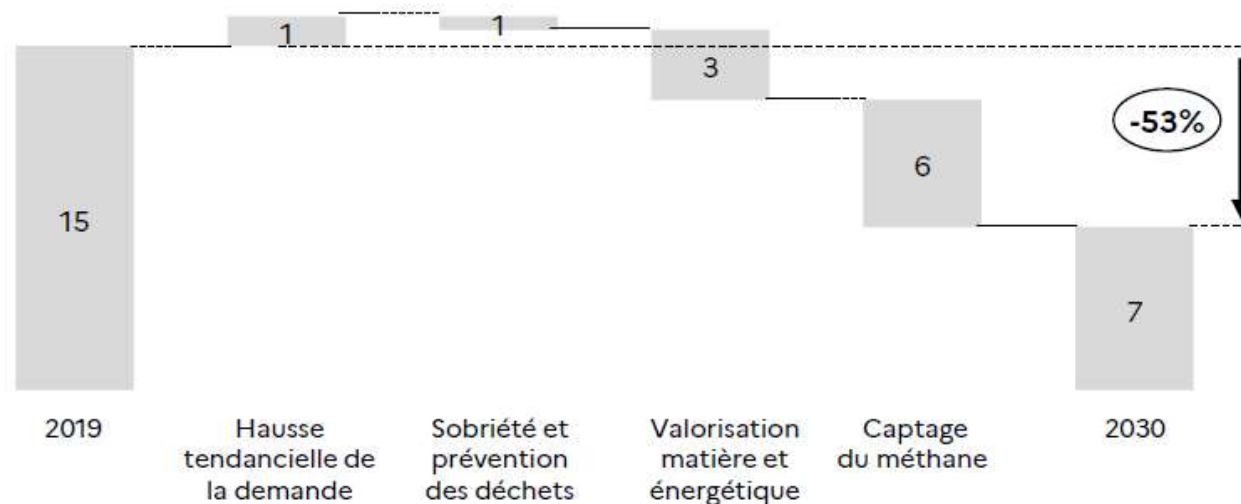 1
1
3
-53%
6
15
7
2019
Hausse
tendancielle de
la demande
Sobriété et
prévention
des déchets
Valorisation
matière et
énergétique
Captage
du méthane
2030